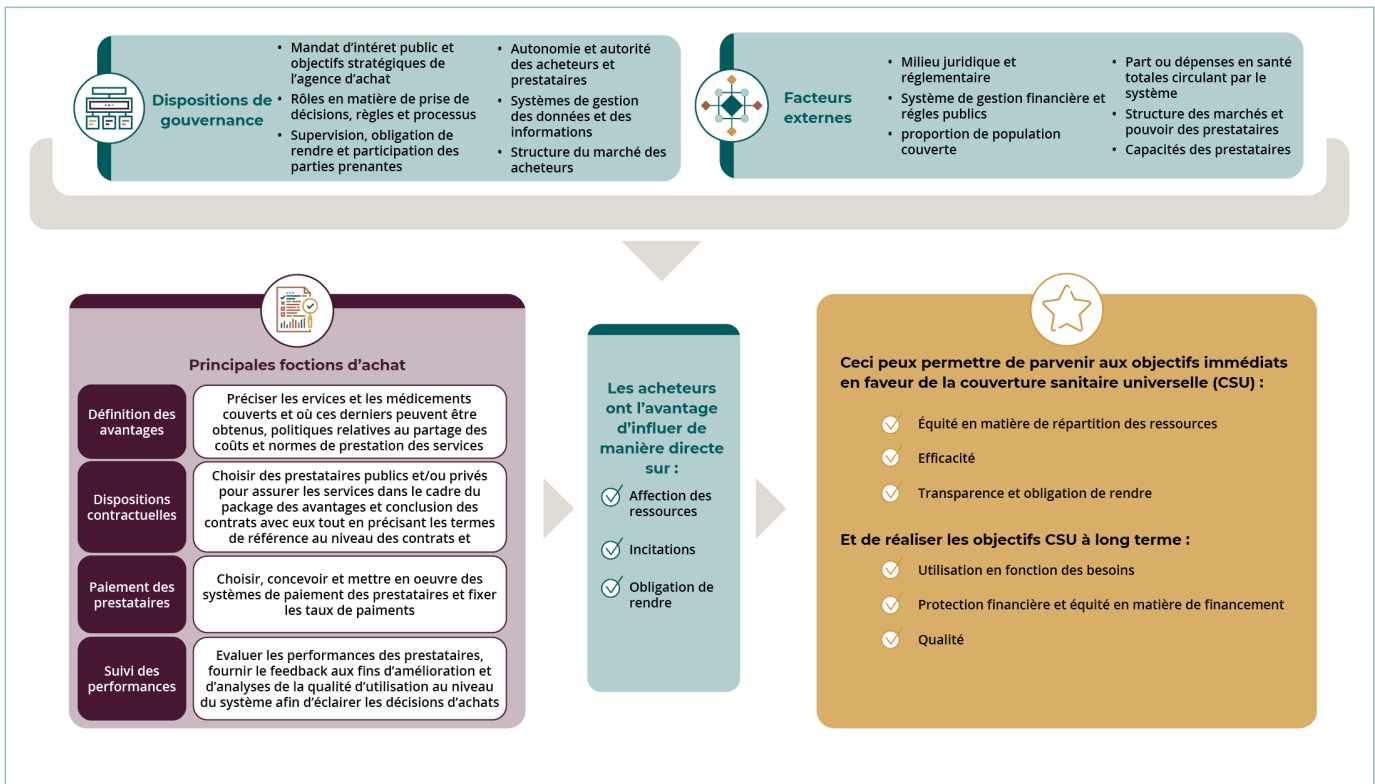 Dispositions de
gouvernance
• Mandat d’intéret public et
objectifs stratégiques de
l’agence d’achat
• Rôles en matière de prise de
décisions, règles et processus
• Supervision, obligation de
rendre et participation des
parties prenantes
• Autonomie et autorité
des acheteurs et
prestataires
• Systèmes de gestion
des données et des
informations
• Structure du marché des
acheteurs
Facteurs
externes
• Milieu juridique et
réglementaire
• Système de gestion financière et
régles publics
• proportion de population
couverte
• Part ou dépenses en santé
totales circulant par le
système
• Structure des marchés et
pouvoir des prestataires
• Capacités des prestataires
Principales foctions d’achat
Définition des
avantages
Préciser les ervices et les médicements
couverts et où ces derniers peuvent être
obtenus, politiques relatives au partage des
coûts et normes de prestation des services
Dispositions
contractuelles
Choisir des prestataires publics et/ou privés
pour assurer les services dans le cadre du
package des avantages et conclusion des
contrats avec eux tout en précisant les termes
de référence au niveau des contrats et
Paiement des
prestataires
Choisir, concevoir et mettre en oeuvre des
systèmes de paiement des prestataires et fixer
les taux de paiments
Suivi des
performances
Evaluer les performances des prestataires,
fournir le feedback aux fins d’amélioration et
d’analyses de la qualité d’utilisation au niveau
du système afin d’éclairer les décisions d’achats
Les acheteurs
ont l’avantage
d’influer de
manière directe
sur :
Affection des
ressources
Incitations
Obligation de
rendre
Ceci peux permettre de parvenir aux objectifs immédiats
en faveur de la couverture sanitaire universelle (CSU) :
Équité en matière de répartition des ressources
Efficacité
Transparence et obligation de rendre
Et de réaliser les objectifs CSU à long terme :
Utilisation en fonction des besoins
Protection financière et équité en matière de financement
Qualité